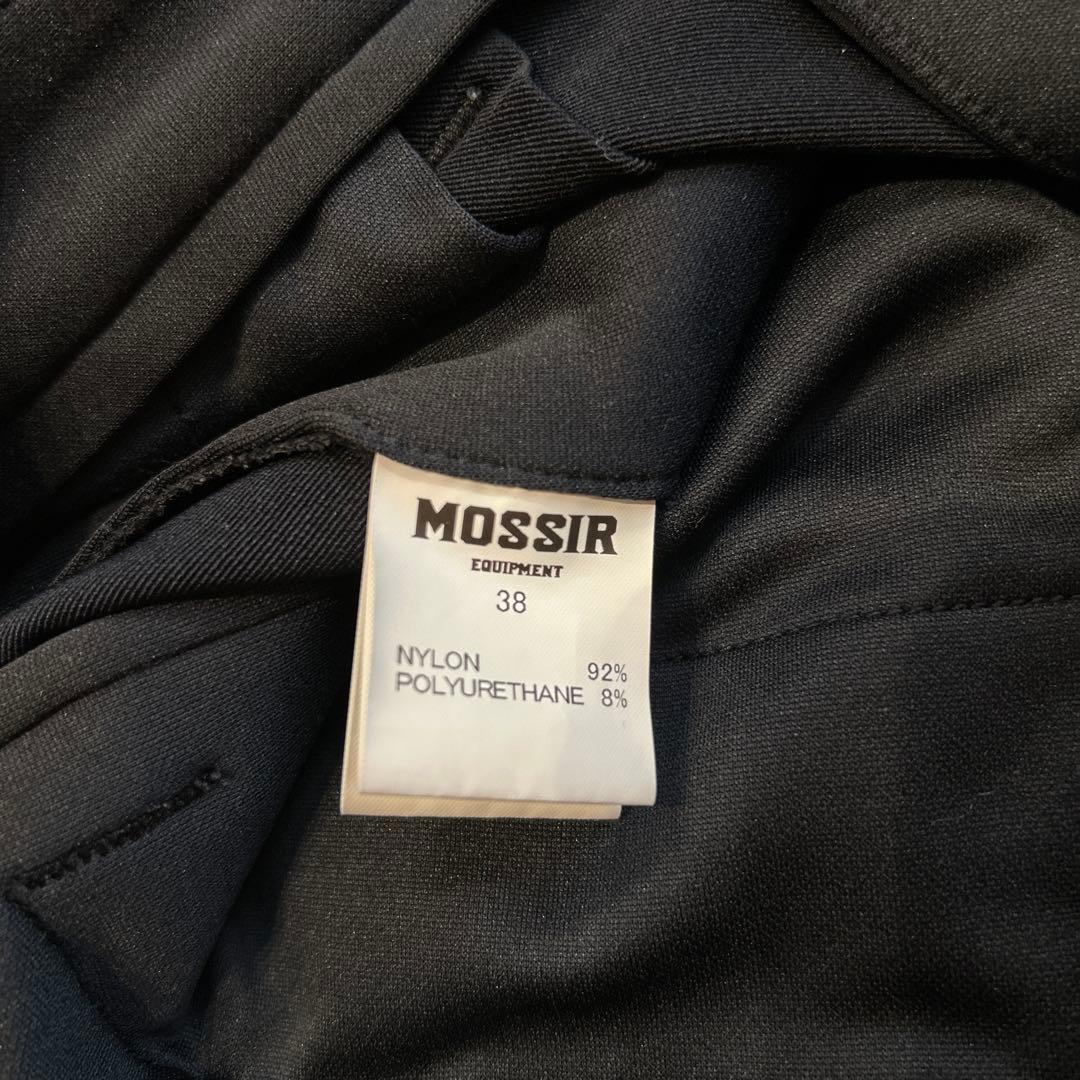 MOSSIR
EQUIPMENT
38
NYLON 92%
POLYURETHANE 8%